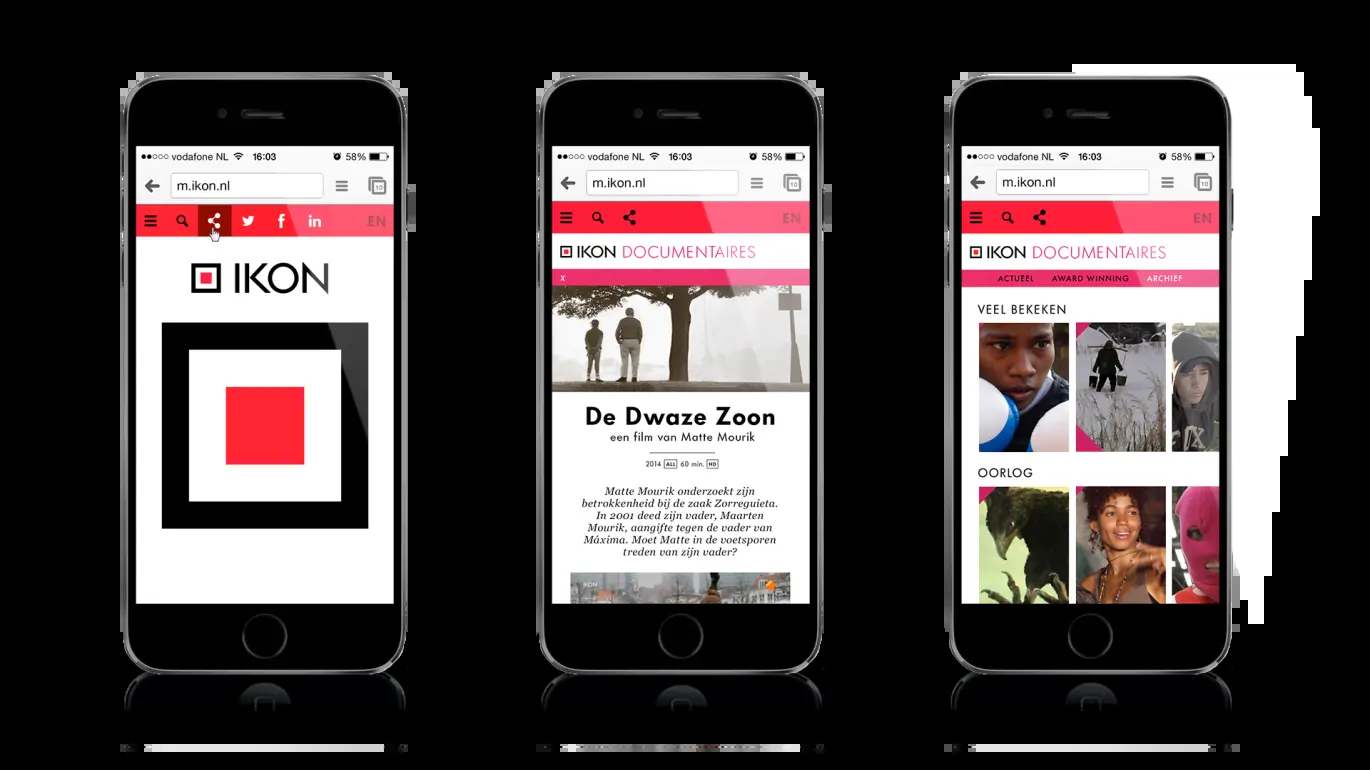 vodafone NL 16:03 58%
m.ikon.nl 10
EN
IKON
vodafone NL 16:03 58%
m.ikon.nl 10
EN
IKON DOCUMENTAIRES
X
De Dwaze Zoon
een film van Matte Mourik
2014 ALL 60 min. HD
Matte Mourik onderzoekt zijn
betrokkenheid bij de zaak Zorreguieta.
In 2001 deed zijn vader, Maarten
Mourik, aangifte tegen de vader van
Máxima. Moet Matte in de voetsporen
treden van zijn vader?
IKON
vodafone NL 16:03 58%
m.ikon.nl 10
EN
IKON DOCUMENTAIRES
ACTUEEL AWARD WINNING ARCHIEF
VEEL BEKEKEN
OORLOG